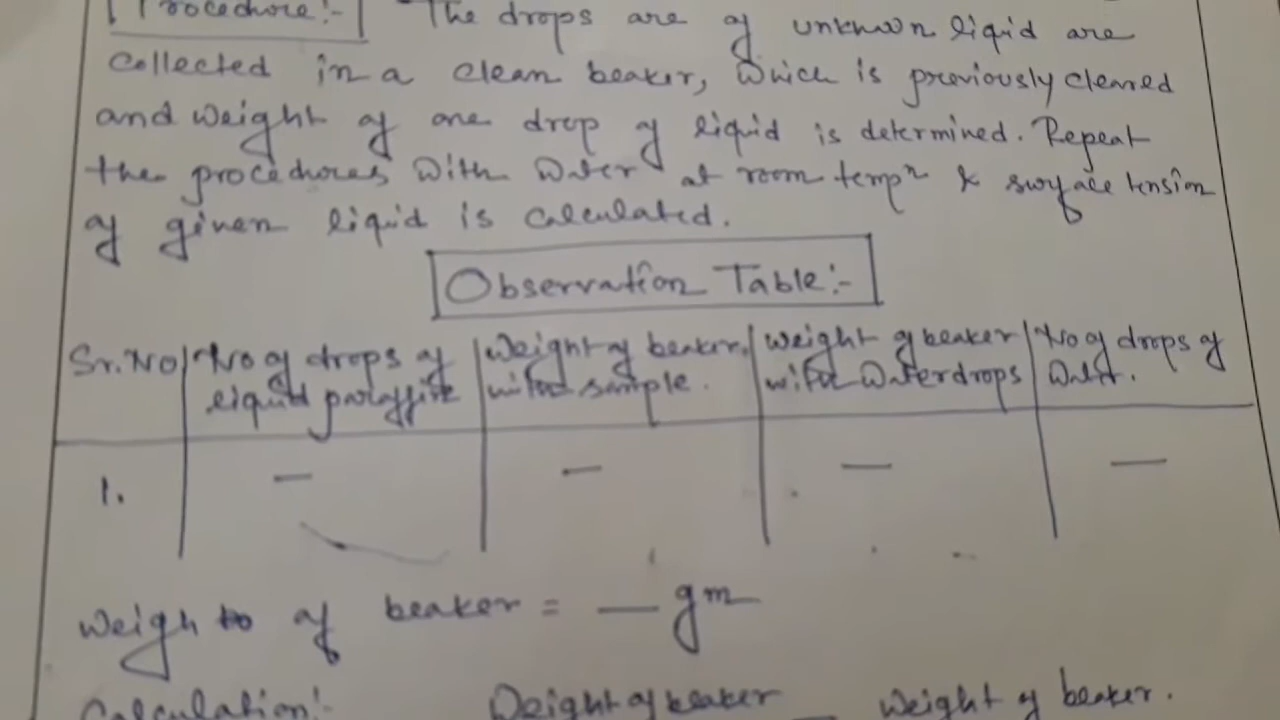 Procedure:- The drops are of unknown liqid are
collected in a clean beaker, which is previously cleaned
and weight of one drop of liquid is determined. Repeat
the procedures with water at room tempⁿ & surface tension
of given liquid is calculated.
Observation Table:-
Sr.No No of drops of liquid paraffin Weight of beaker with sample. Weight of beaker with Water drops No of drops of Water.
1. — — — —
Weight of beaker = — gm
Calculation:- Weight of beaker — Weight of beaker.